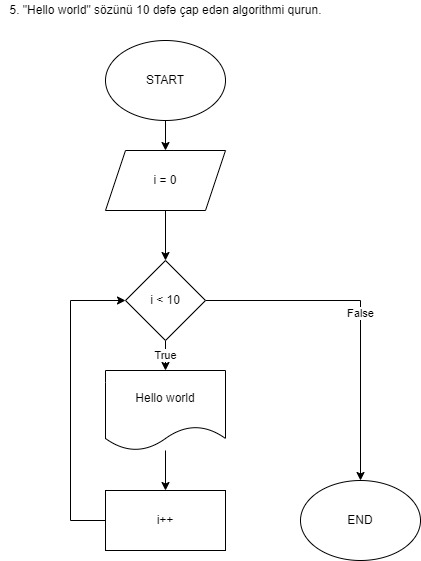 5. "Hello world" sözünü 10 dəfə çap edən algorithmi qurun.
START
i = 0
i < 10
False
True
Hello world
i++
END